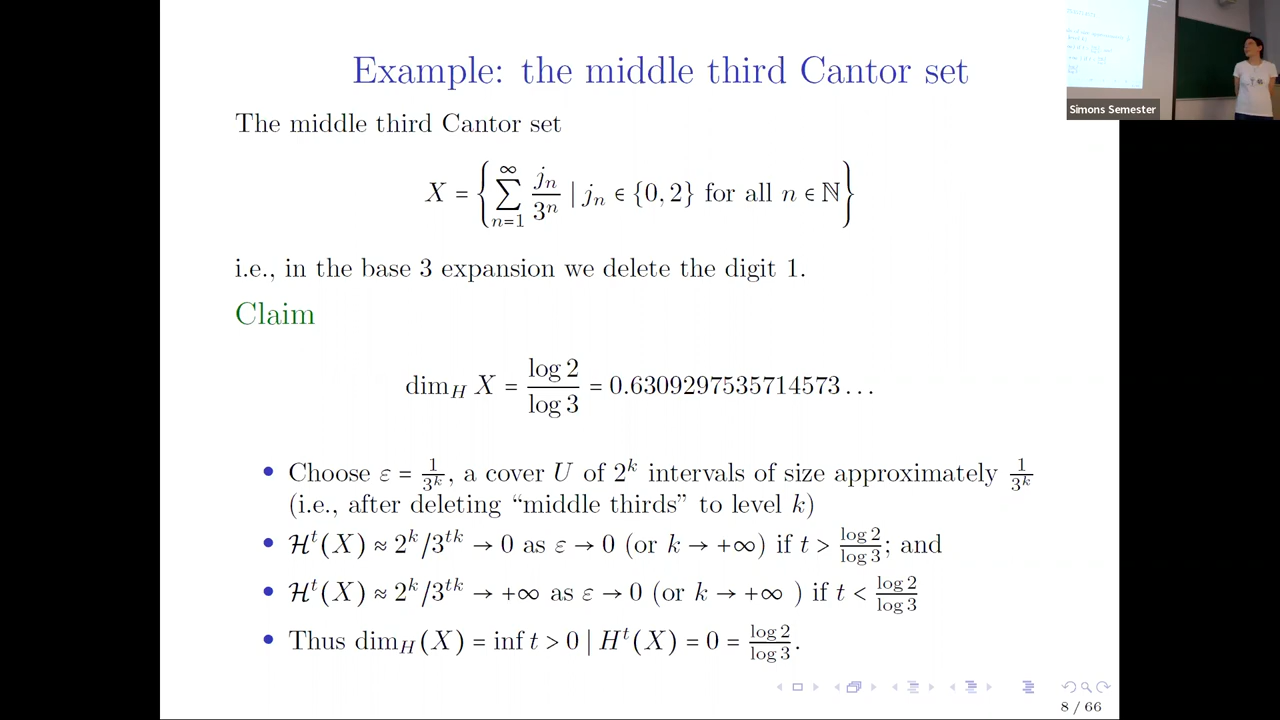 Example: the middle third Cantor set
The middle third Cantor set
X = { ∑_{n=1}^{∞} j_n/3^n | j_n ∈ {0, 2} for all n ∈ ℕ }
i.e., in the base 3 expansion we delete the digit 1.
Claim
dim_H X = log 2/log 3 = 0.6309297535714573...
• Choose ε = 1/3^k, a cover U of 2^k intervals of size approximately 1/3^k
(i.e., after deleting “middle thirds” to level k)
• ℋ^t(X) ≈ 2^k/3^{tk} → 0 as ε → 0 (or k → +∞) if t > log 2/log 3; and
• ℋ^t(X) ≈ 2^k/3^{tk} → +∞ as ε → 0 (or k → +∞ ) if t < log 2/log 3
• Thus dim_H(X) = inf t > 0 | H^t(X) = 0 = log 2/log 3.
8 / 66
Simons Semester